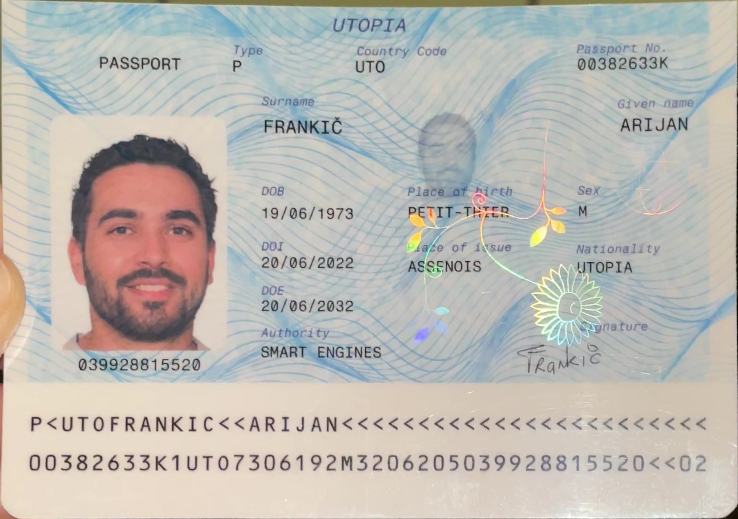 UTOPIA
PASSPORT Type Country Code Passport No.
P UTO 00382633K
Surname Given name
FRANKIČ ARIJAN
DOB Place of birth Sex
19/06/1973 PETIT-THIER M
DOI Place of issue Nationality
20/06/2022 ASSENOIS UTOPIA
DOE
20/06/2032
Authority Signature
SMART ENGINES Frankič
039928815520
P<UTOFRANKIC<<ARIJAN<<<<<<<<<<<<<<<<<<<<<<<<
00382633K1UTO7306192M3206205039928815520<<02